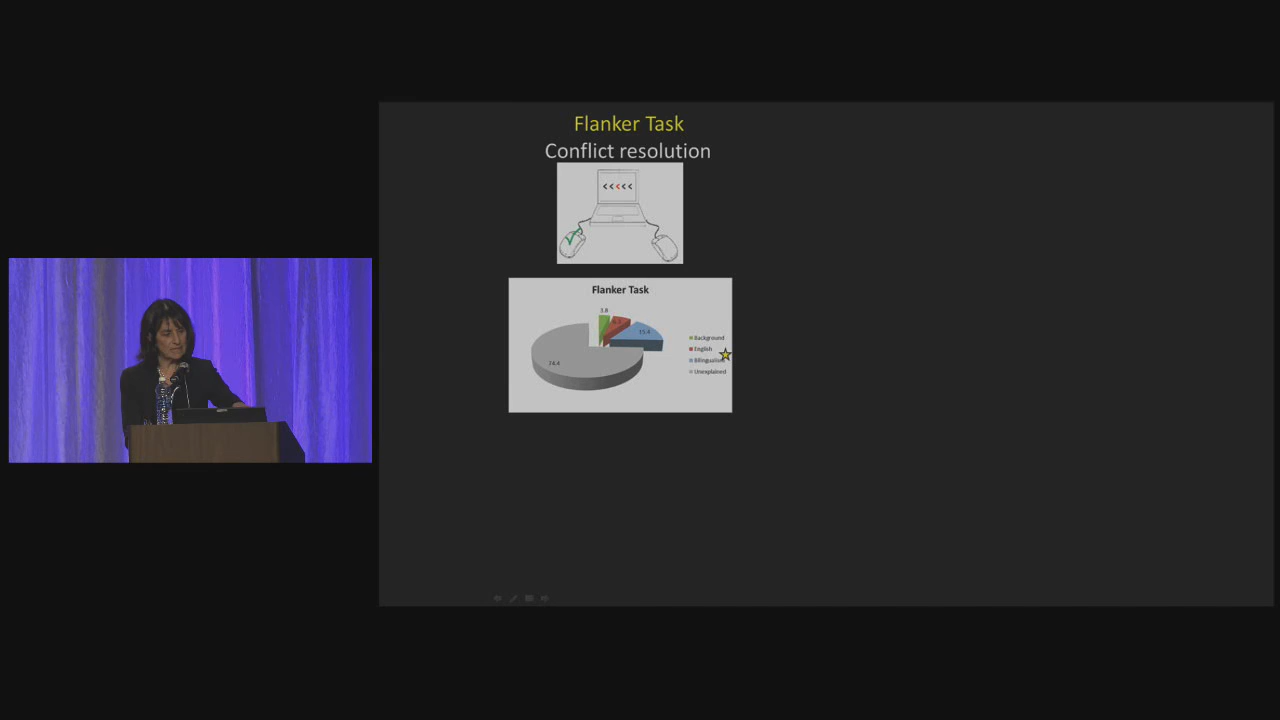 Flanker Task
Conflict resolution
<<<<<
Flanker Task
3.8
15.4
74.4
Background
English
Bilingualism
Unexplained